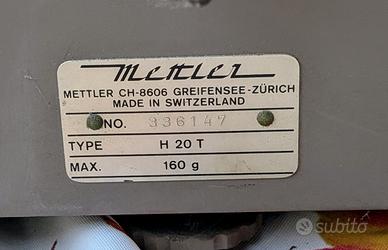 Mettler
METTLER CH-8606 GREIFENSEE-ZÜRICH
MADE IN SWITZERLAND
NO. 336147
TYPE H 20 T
MAX. 160 g
subito